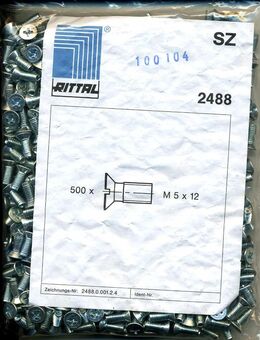 SZ
100104
RITTAL
2488
500 x
M 5 x 12
Zeichnungs-Nr. 2488.0.001.2.4
Ident-Nr.